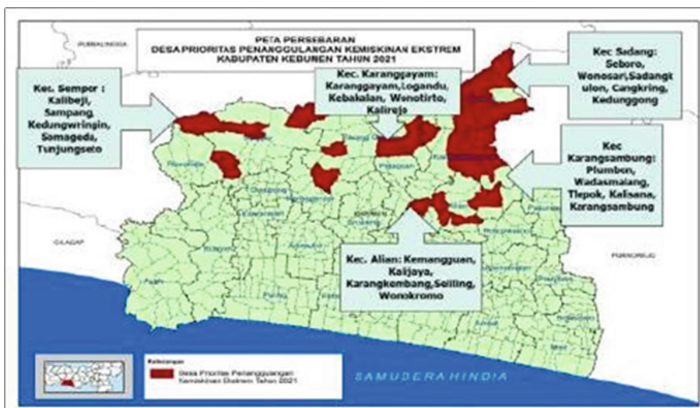 PETA PERSEBARAN
DESA PRIORITAS PENANGGULANGAN KEMISKINAN EKSTREM
KABUPATEN KEBUMEN TAHUN 2021
PURBALINGGA
Kec. Sempor :
Kalibeji,
Sampang,
Kedungwringin,
Somagede,
Tunjungseto
Kec. Karanggayam:
Karanggayam,Logandu,
Kebakalan, Wonotirto,
Kalirejo
Kec Sadang:
Seboro,
Wonosari,Sadangk
ulon, Cangkring,
Kedunggong
Kec
Karangsambung:
Plumbon,
Wadasmalang,
Tlepok, Kalisana,
Karangsambung
Kec. Alian: Kemangguan,
Kalijaya,
Karangkembang,Seliling,
Wonokromo
CILACAP
PURWOREJO
SAMUDERA HINDIA
Keterangan
Desa Prioritas Penanggulangan
Kemiskinan Ekstrem Tahun 2021